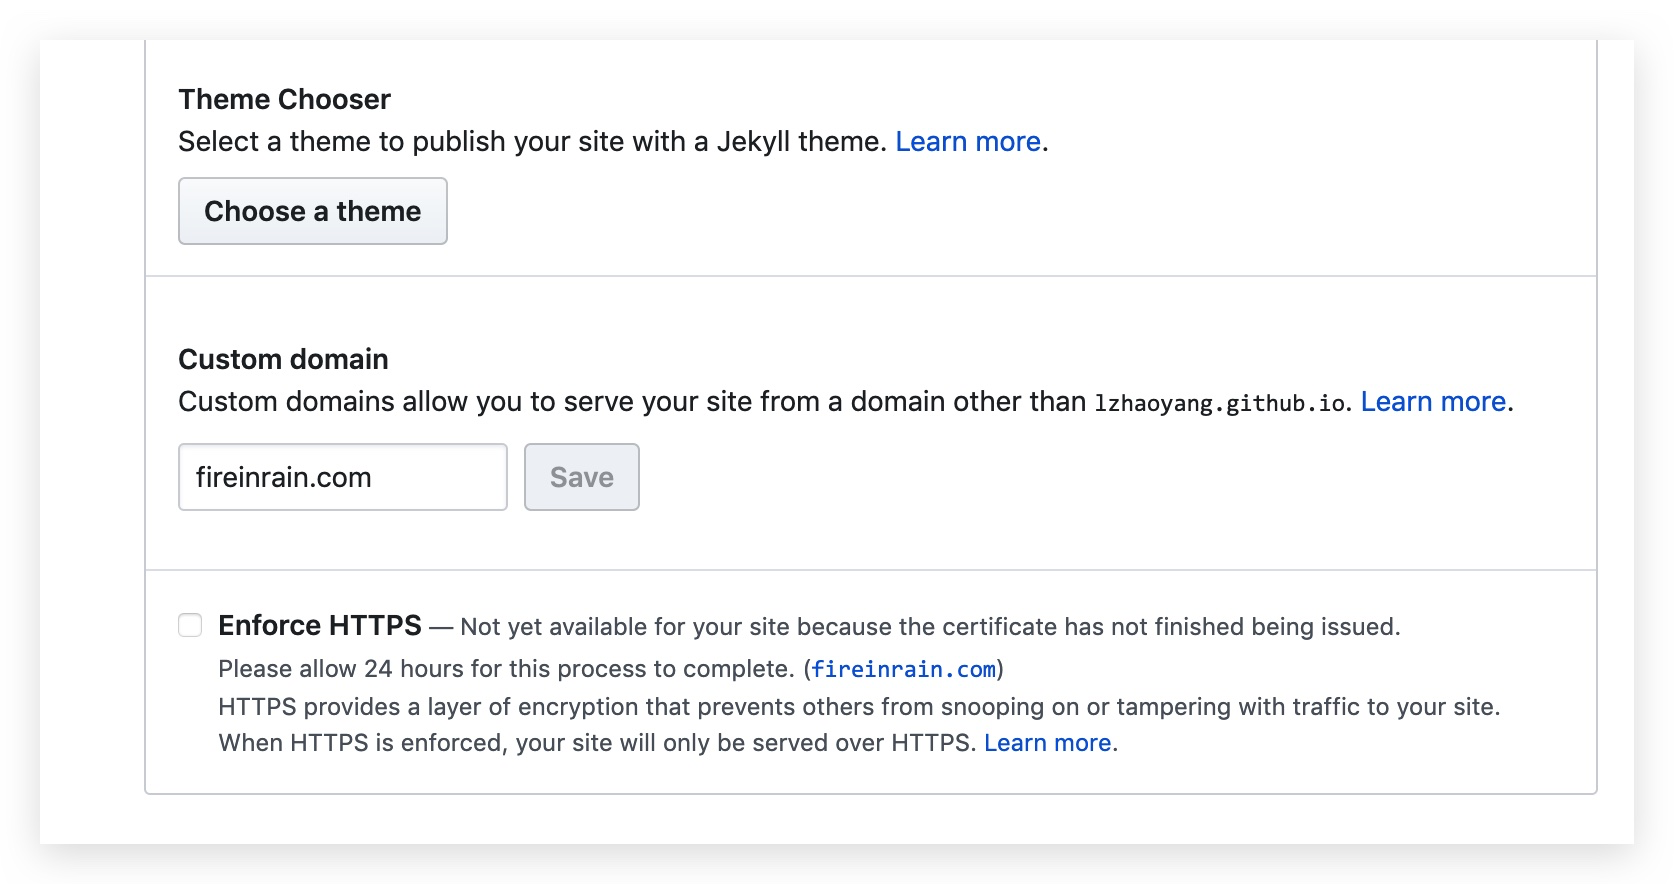 Theme Chooser
Select a theme to publish your site with a Jekyll theme. Learn more.
Choose a theme
Custom domain
Custom domains allow you to serve your site from a domain other than lzhaoyang.github.io. Learn more.
fireinrain.com Save
Enforce HTTPS — Not yet available for your site because the certificate has not finished being issued.
Please allow 24 hours for this process to complete. (fireinrain.com)
HTTPS provides a layer of encryption that prevents others from snooping on or tampering with traffic to your site.
When HTTPS is enforced, your site will only be served over HTTPS. Learn more.